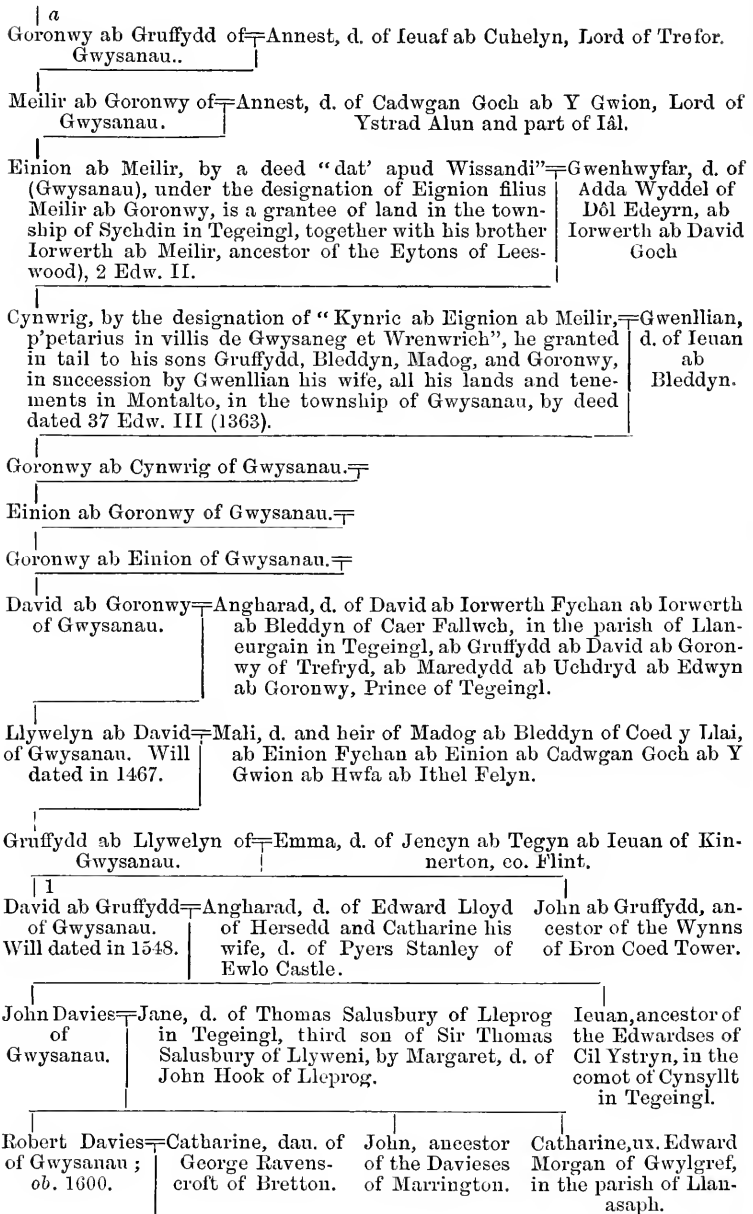 a
Goronwy ab Gruffydd of=Annest, d. of Ieuaf ab Cuhelyn, Lord of Trefor.
Gwysanau..
Meilir ab Goronwy of=Annest, d. of Cadwgan Goch ab Y Gwion, Lord of
Gwysanau. Ystrad Alun and part of Iâl.
Einion ab Meilir, by a deed "dat' apud Wissandi"=Gwenhwyfar, d. of
(Gwysanau), under the designation of Eignion filius Adda Wyddel of
Meilir ab Goronwy, is a grantee of land in the town- Dôl Edeyrn, ab
ship of Sychdin in Tegeingl, together with his brother Iorwerth ab David
Iorwerth ab Meilir, ancestor of the Eytons of Lees- Goch
wood), 2 Edw. II.
Cynwrig, by the designation of "Kynric ab Eignion ab Meilir,=Gwenllian,
p'petarius in villis de Gwysaneg et Wrenwrich", he granted d. of Ieuan
in tail to his sons Gruffydd, Bleddyn, Madog, and Goronwy, ab
in succession by Gwenllian his wife, all his lands and tene- Bleddyn.
ments in Montalto, in the township of Gwysanau, by deed
dated 37 Edw. III (1363).
Goronwy ab Cynwrig of Gwysanau.=
Einion ab Goronwy of Gwysanau.=
Goronwy ab Einion of Gwysanau.=
David ab Goronwy=Angharad, d. of David ab Iorwerth Fychan ab Iorwerth
of Gwysanau. ab Bleddyn of Caer Fallwch, in the parish of Llan-
eurgain in Tegeingl, ab Gruffydd ab David ab Goron-
wy of Trefryd, ab Maredydd ab Uchdryd ab Edwyn
ab Goronwy, Prince of Tegeingl.
Llywelyn ab David=Mali, d. and heir of Madog ab Bleddyn of Coed y Llai,
of Gwysanau. Will ab Einion Fychan ab Einion ab Cadwgan Goch ab Y
dated in 1467. Gwion ab Hwfa ab Ithel Felyn.
Gruffydd ab Llywelyn of=Emma, d. of Jencyn ab Tegyn ab Ieuan of Kin-
Gwysanau. nerton, co. Flint.
1
David ab Gruffydd=Angharad, d. of Edward Lloyd John ab Gruffydd, an-
of Gwysanau. of Hersedd and Catharine his cestor of the Wynns
Will dated in 1548. wife, d. of Pyers Stanley of of Bron Coed Tower.
Ewlo Castle.
John Davies=Jane, d. of Thomas Salusbury of Lleprog Ieuan, ancestor of
of in Tegeingl, third son of Sir Thomas the Edwardses of
Gwysanau. Salusbury of Llyweni, by Margaret, d. of Cil Ystryn, in the
John Hook of Lleprog. comot of Cynsyllt
in Tegeingl.
Robert Davies=Catharine, dau. of John, ancestor Catharine, ux. Edward
of Gwysanau; George Ravens- of the Davieses Morgan of Gwylgref,
ob. 1600. croft of Bretton. of Marrington. in the parish of Llan-
asaph.